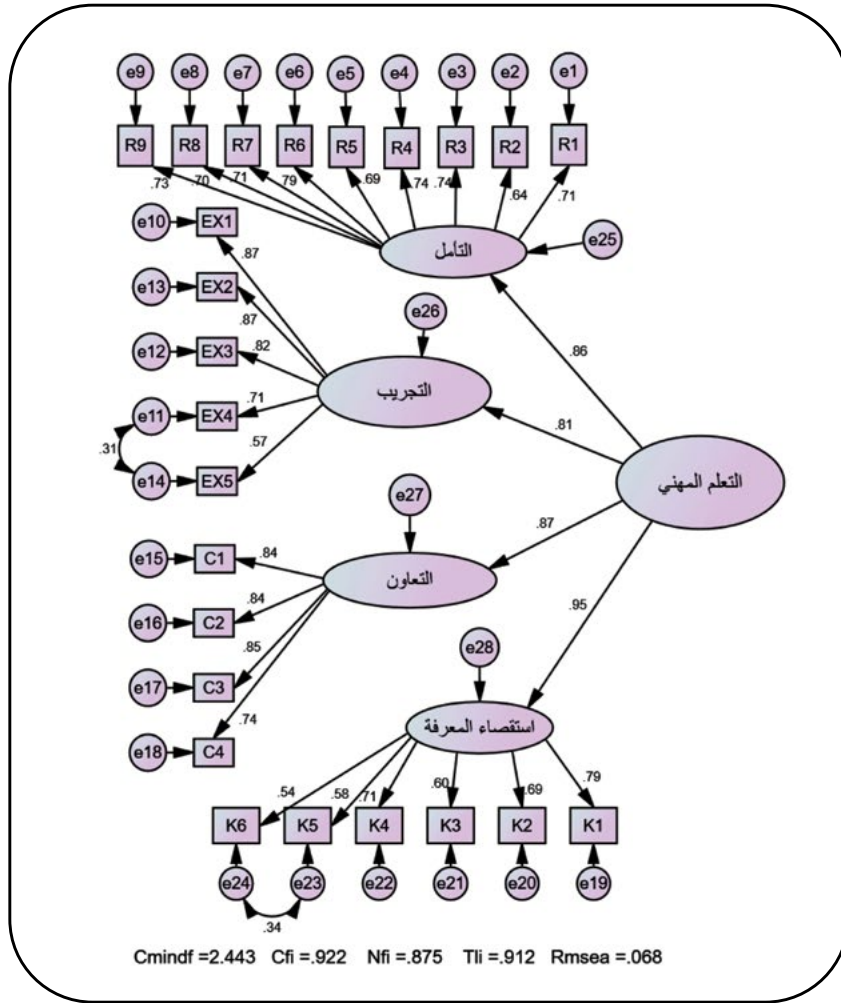 e9 e8 e7 e6 e5 e4 e3 e2 e1
R9 R8 R7 R6 R5 R4 R3 R2 R1
.73 .70 .71 .79 .69 .74 .74 .64 .71
e10 EX1
التأمل
e25
.87
e13 EX2
.87
e26
.86
e12 EX3
.82
التجريب
.81
e11 EX4
.71
.31
.57
e14 EX5
التعلم المهني
e27
.87
e15 C1
.84
التعاون
e16 C2
.84
.95
e28
e17 C3
.85
.74
استقصاء المعرفة
e18 C4
.54 .58 .71 .60 .69 .79
K6 K5 K4 K3 K2 K1
e24 e23 e22 e21 e20 e19
.34
Cmindf =2.443 Cfi =.922 Nfi =.875 Tli =.912 Rmsea =.068